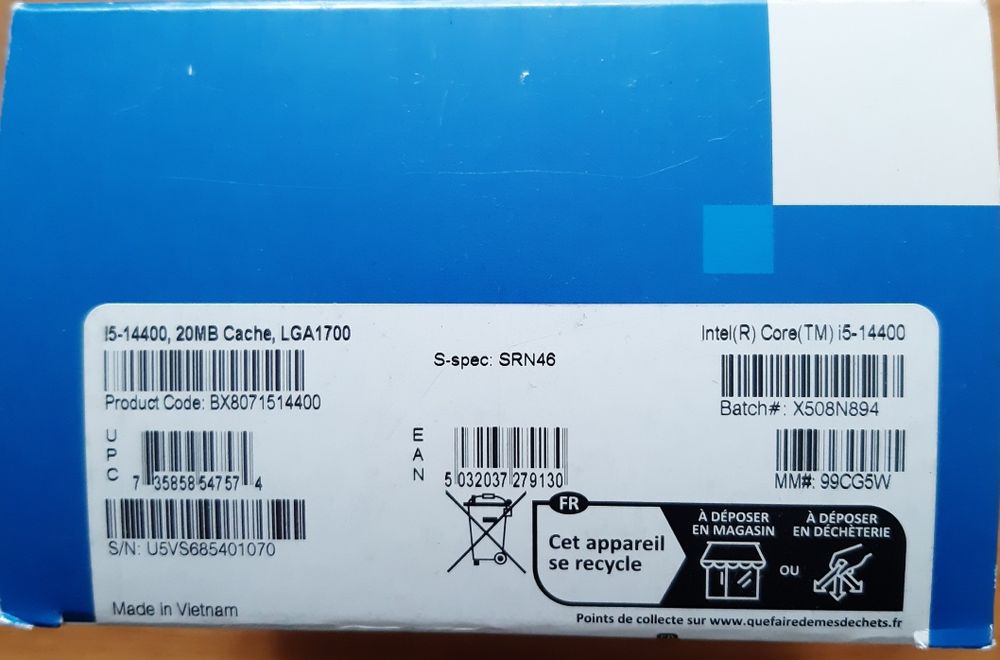 I5-14400, 20MB Cache, LGA1700
Intel(R) Core(TM) i5-14400
S-spec: SRN46
Product Code: BX8071514400
Batch#: X508N894
UPC
7 35858 54757 4
EAN
5 032037 279130
MM#: 99CG5W
S/N: U5VS685401070
FR
Cet appareil
se recycle
À DÉPOSER
EN MAGASIN
OU
À DÉPOSER
EN DÉCHÈTERIE
Points de collecte sur www.quefairedemesdechets.fr
Made in Vietnam